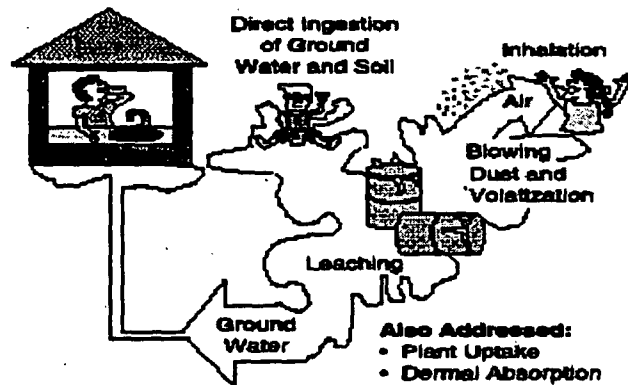 Direct Ingestion
of Ground
Water and Soil
Inhalation
Air
Blowing
Dust and
Volatization
Leaching
Ground
Water
Also Addressed:
• Plant Uptake
• Dermal Absorption